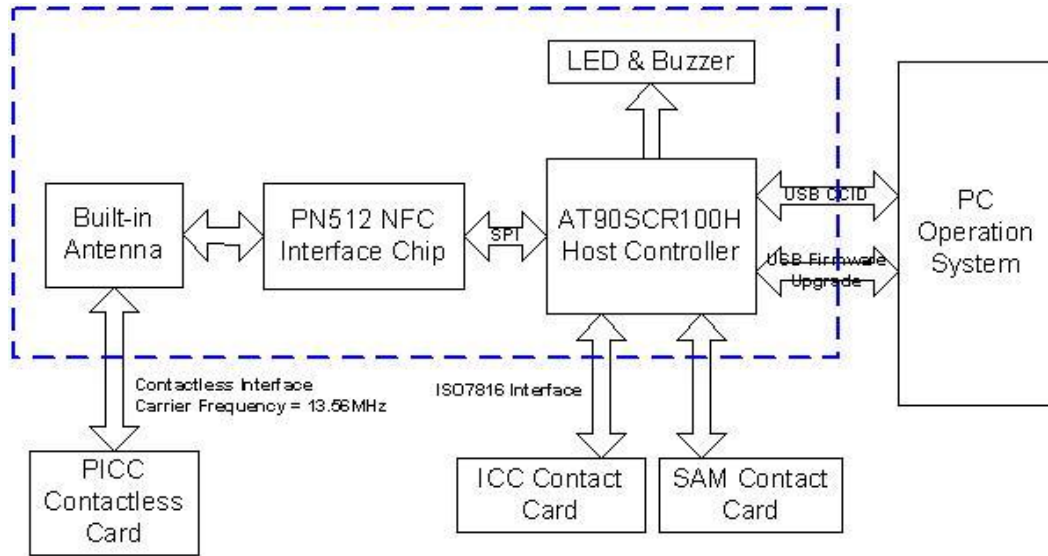 LED & Buzzer
Built-in
Antenna
PN512 NFC
Interface Chip
SPI
AT90SCR100H
Host Controller
USB CCID
USB Firmware
Upgrade
PC
Operation
System
Contactless Interface
Carrier Frequency = 13.56MHz
ISO7816 Interface
PICC
Contactless
Card
ICC Contact
Card
SAM Contact
Card